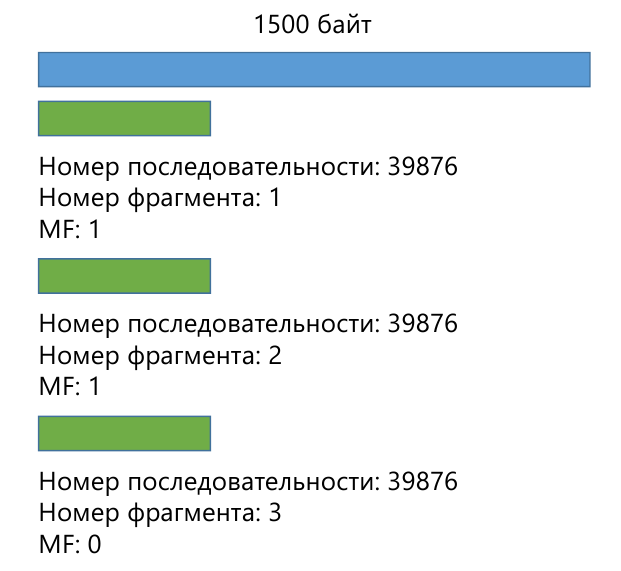 1500 байт
Номер последовательности: 39876
Номер фрагмента: 1
MF: 1
Номер последовательности: 39876
Номер фрагмента: 2
MF: 1
Номер последовательности: 39876
Номер фрагмента: 3
MF: 0